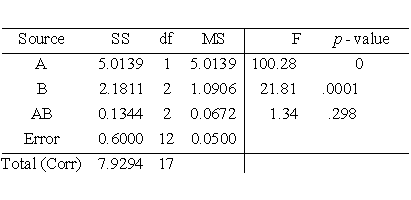 Source SS df MS F p - value
A 5.0139 1 5.0139 100.28 0
B 2.1811 2 1.0906 21.81 .0001
AB 0.1344 2 0.0672 1.34 .298
Error 0.6000 12 0.0500
Total (Corr) 7.9294 17